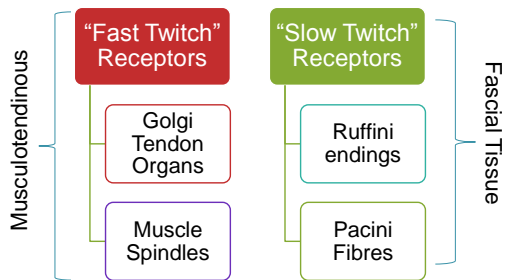 Musculotendinous
“Fast Twitch”
Receptors
Golgi
Tendon
Organs
Muscle
Spindles
“Slow Twitch”
Receptors
Ruffini
endings
Pacini
Fibres
Fascial Tissue